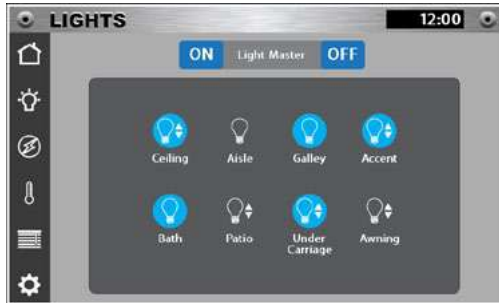 LIGHTS 12:00
ON Light Master OFF
Ceiling Aisle Galley Accent
Bath Patio Under Carriage Awning